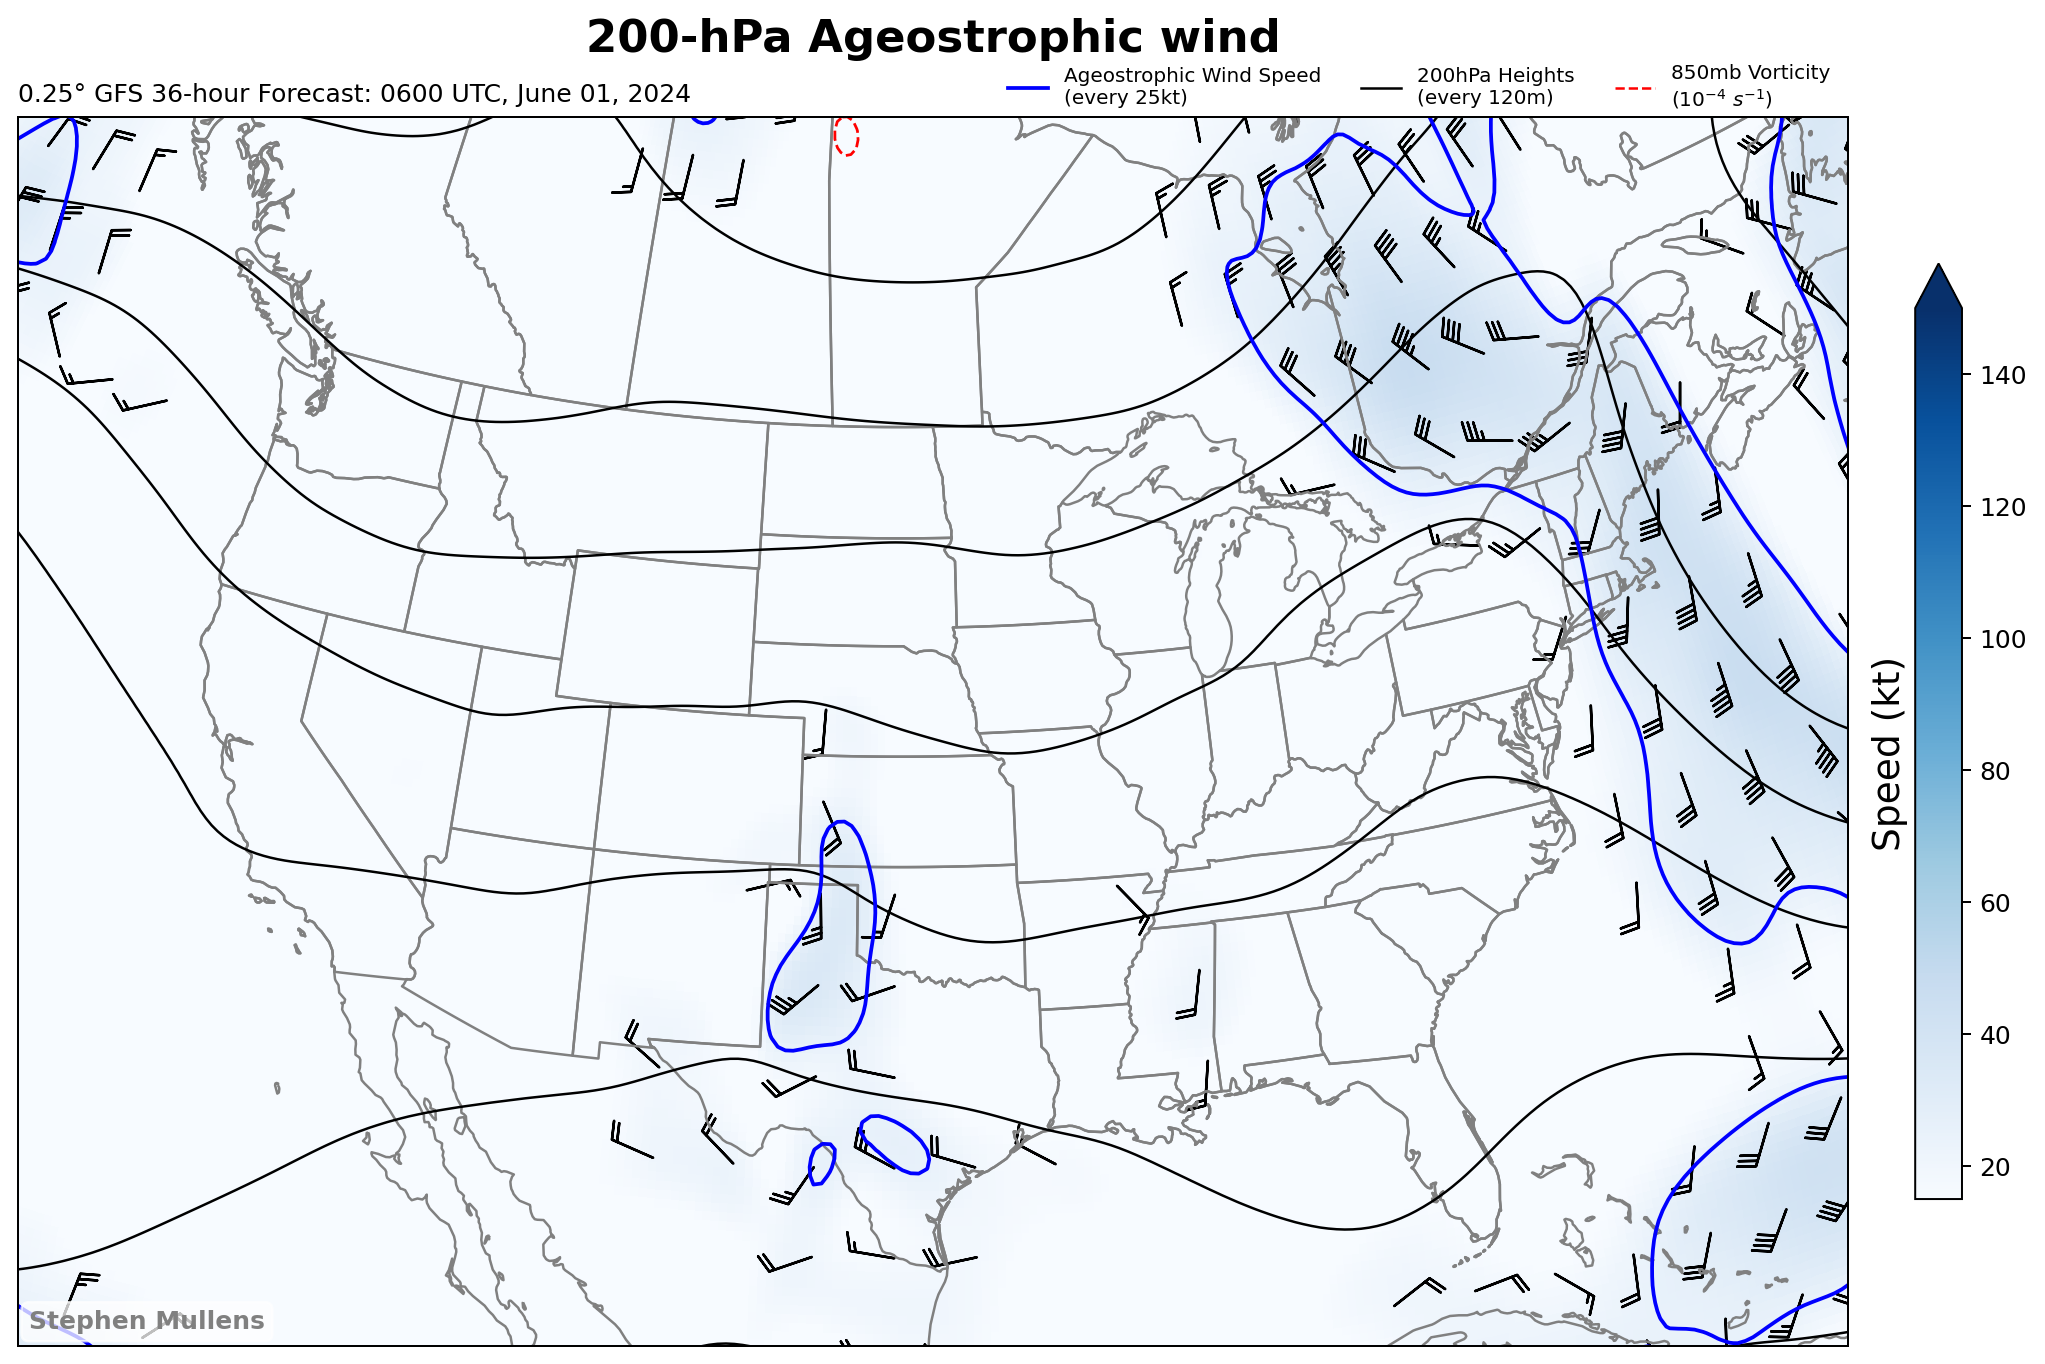 200-hPa Ageostrophic wind
0.25° GFS 36-hour Forecast: 0600 UTC, June 01, 2024
Ageostrophic Wind Speed
(every 25kt)
200hPa Heights
(every 120m)
850mb Vorticity
(10⁻⁴ s⁻¹)
140
120
100
80
60
40
20
Speed (kt)
Stephen Mullens